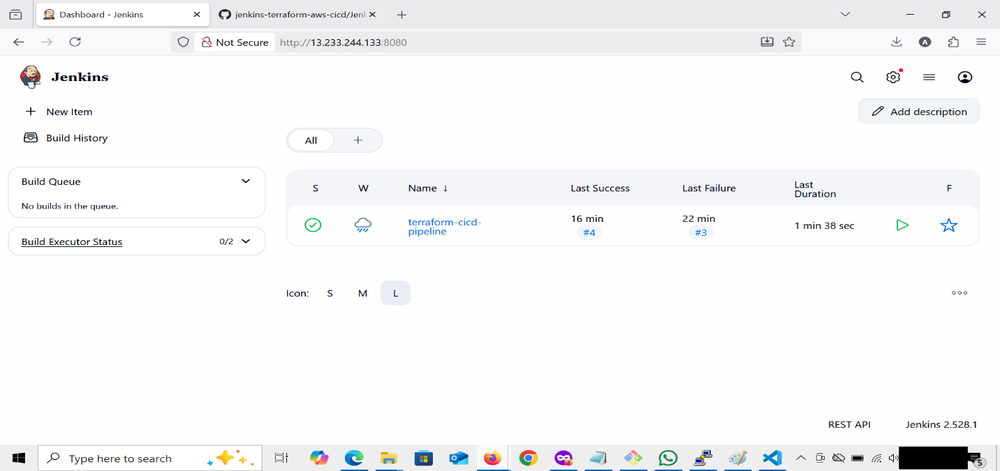 Dashboard - Jenkins
jenkins-terraform-aws-cicd/Jenk
Not Secure
http://13.233.244.133:8080
A
Jenkins
New Item
Add description
Build History
All
Build Queue
No builds in the queue.
Build Executor Status 0/2
S W Name ↓ Last Success Last Failure Last Duration F
terraform-cicd-pipeline 16 min #4 22 min #3 1 min 38 sec
Icon: S M L
REST API Jenkins 2.528.1
Type here to search
5